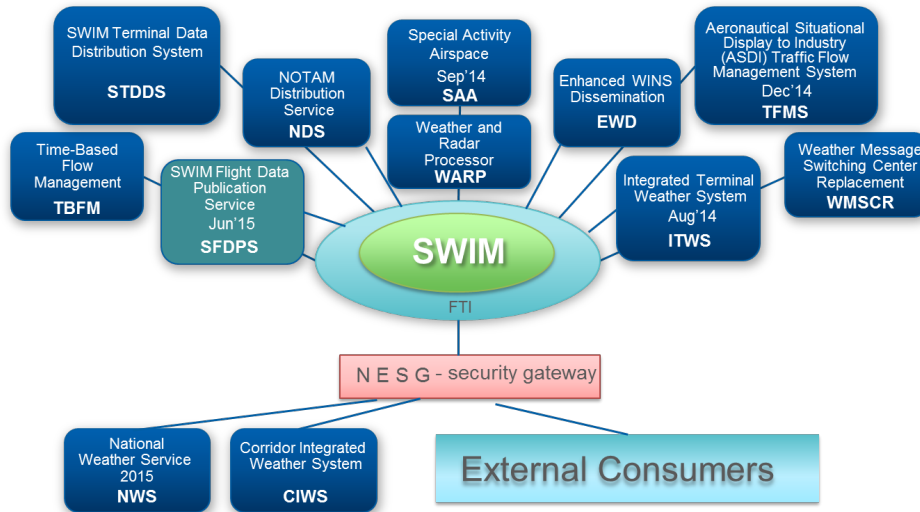 SWIM Terminal Data
Distribution System
STDDS
NOTAM
Distribution
Service
NDS
Special Activity
Airspace
Sep'14
SAA
Weather and
Radar
Processor
WARP
Enhanced WINS
Dissemination
EWD
Aeronautical Situational
Display to Industry
(ASDI) Traffic Flow
Management System
Dec'14
TFMS
Time-Based
Flow
Management
TBFM
SWIM Flight Data
Publication
Service
Jun'15
SFDPS
Integrated Terminal
Weather System
Aug'14
ITWS
Weather Message
Switching Center
Replacement
WMSCR
SWIM
FTI
N E S G - security gateway
National
Weather Service
2015
NWS
Corridor Integrated
Weather System
CIWS
External Consumers